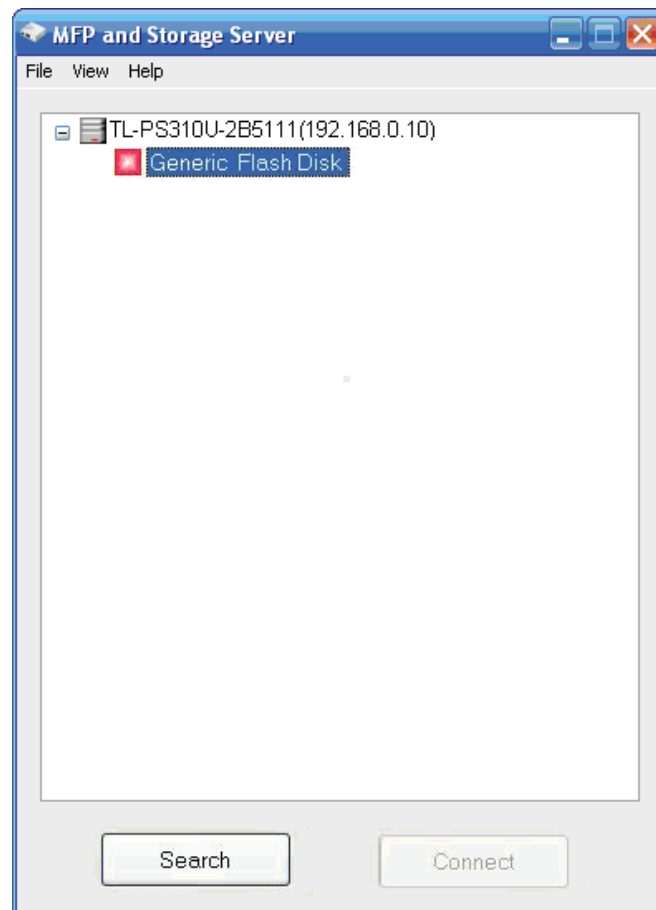 MFP and Storage Server
File View Help
TL-PS310U-2B5111(192.168.0.10)
Generic Flash Disk
Search Connect